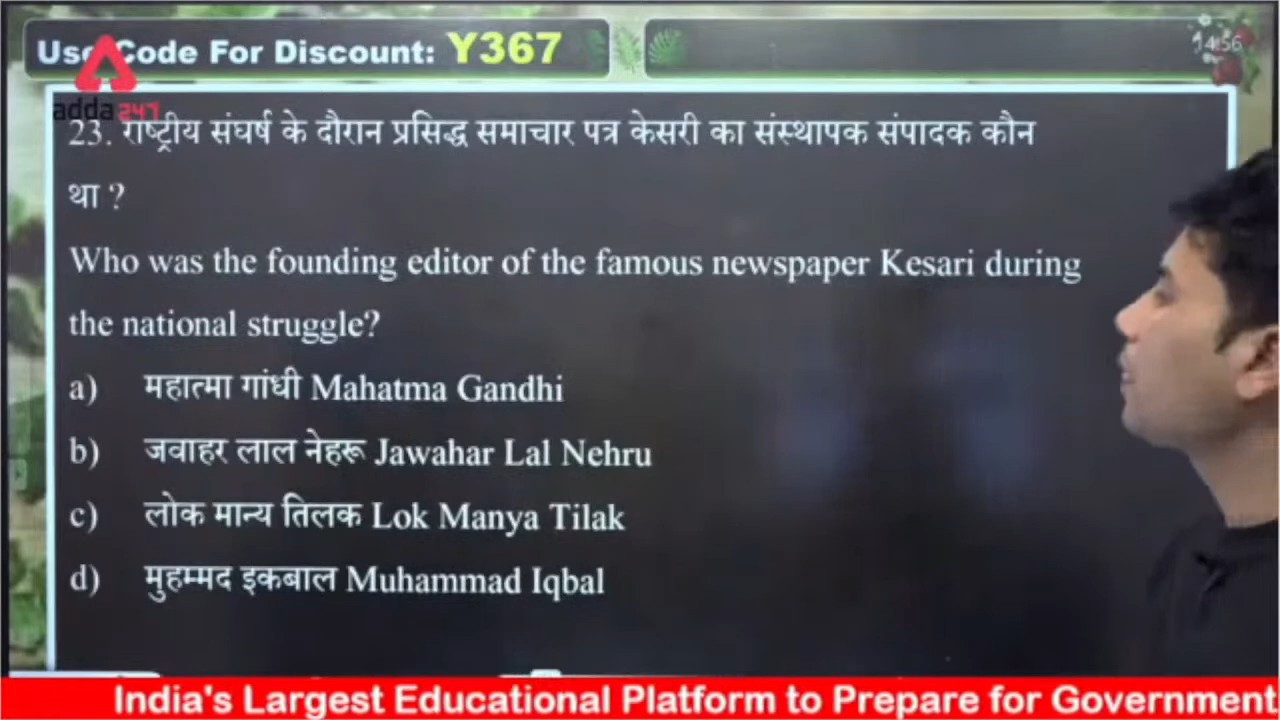 Use Code For Discount: Y367
14:56
adda 247
23. राष्ट्रीय संघर्ष के दौरान प्रसिद्ध समाचार पत्र केसरी का संस्थापक संपादक कौन
था ?
Who was the founding editor of the famous newspaper Kesari during
the national struggle?
a) महात्मा गांधी Mahatma Gandhi
b) जवाहर लाल नेहरू Jawahar Lal Nehru
c) लोक मान्य तिलक Lok Manya Tilak
d) मुहम्मद इकबाल Muhammad Iqbal
India's Largest Educational Platform to Prepare for Government